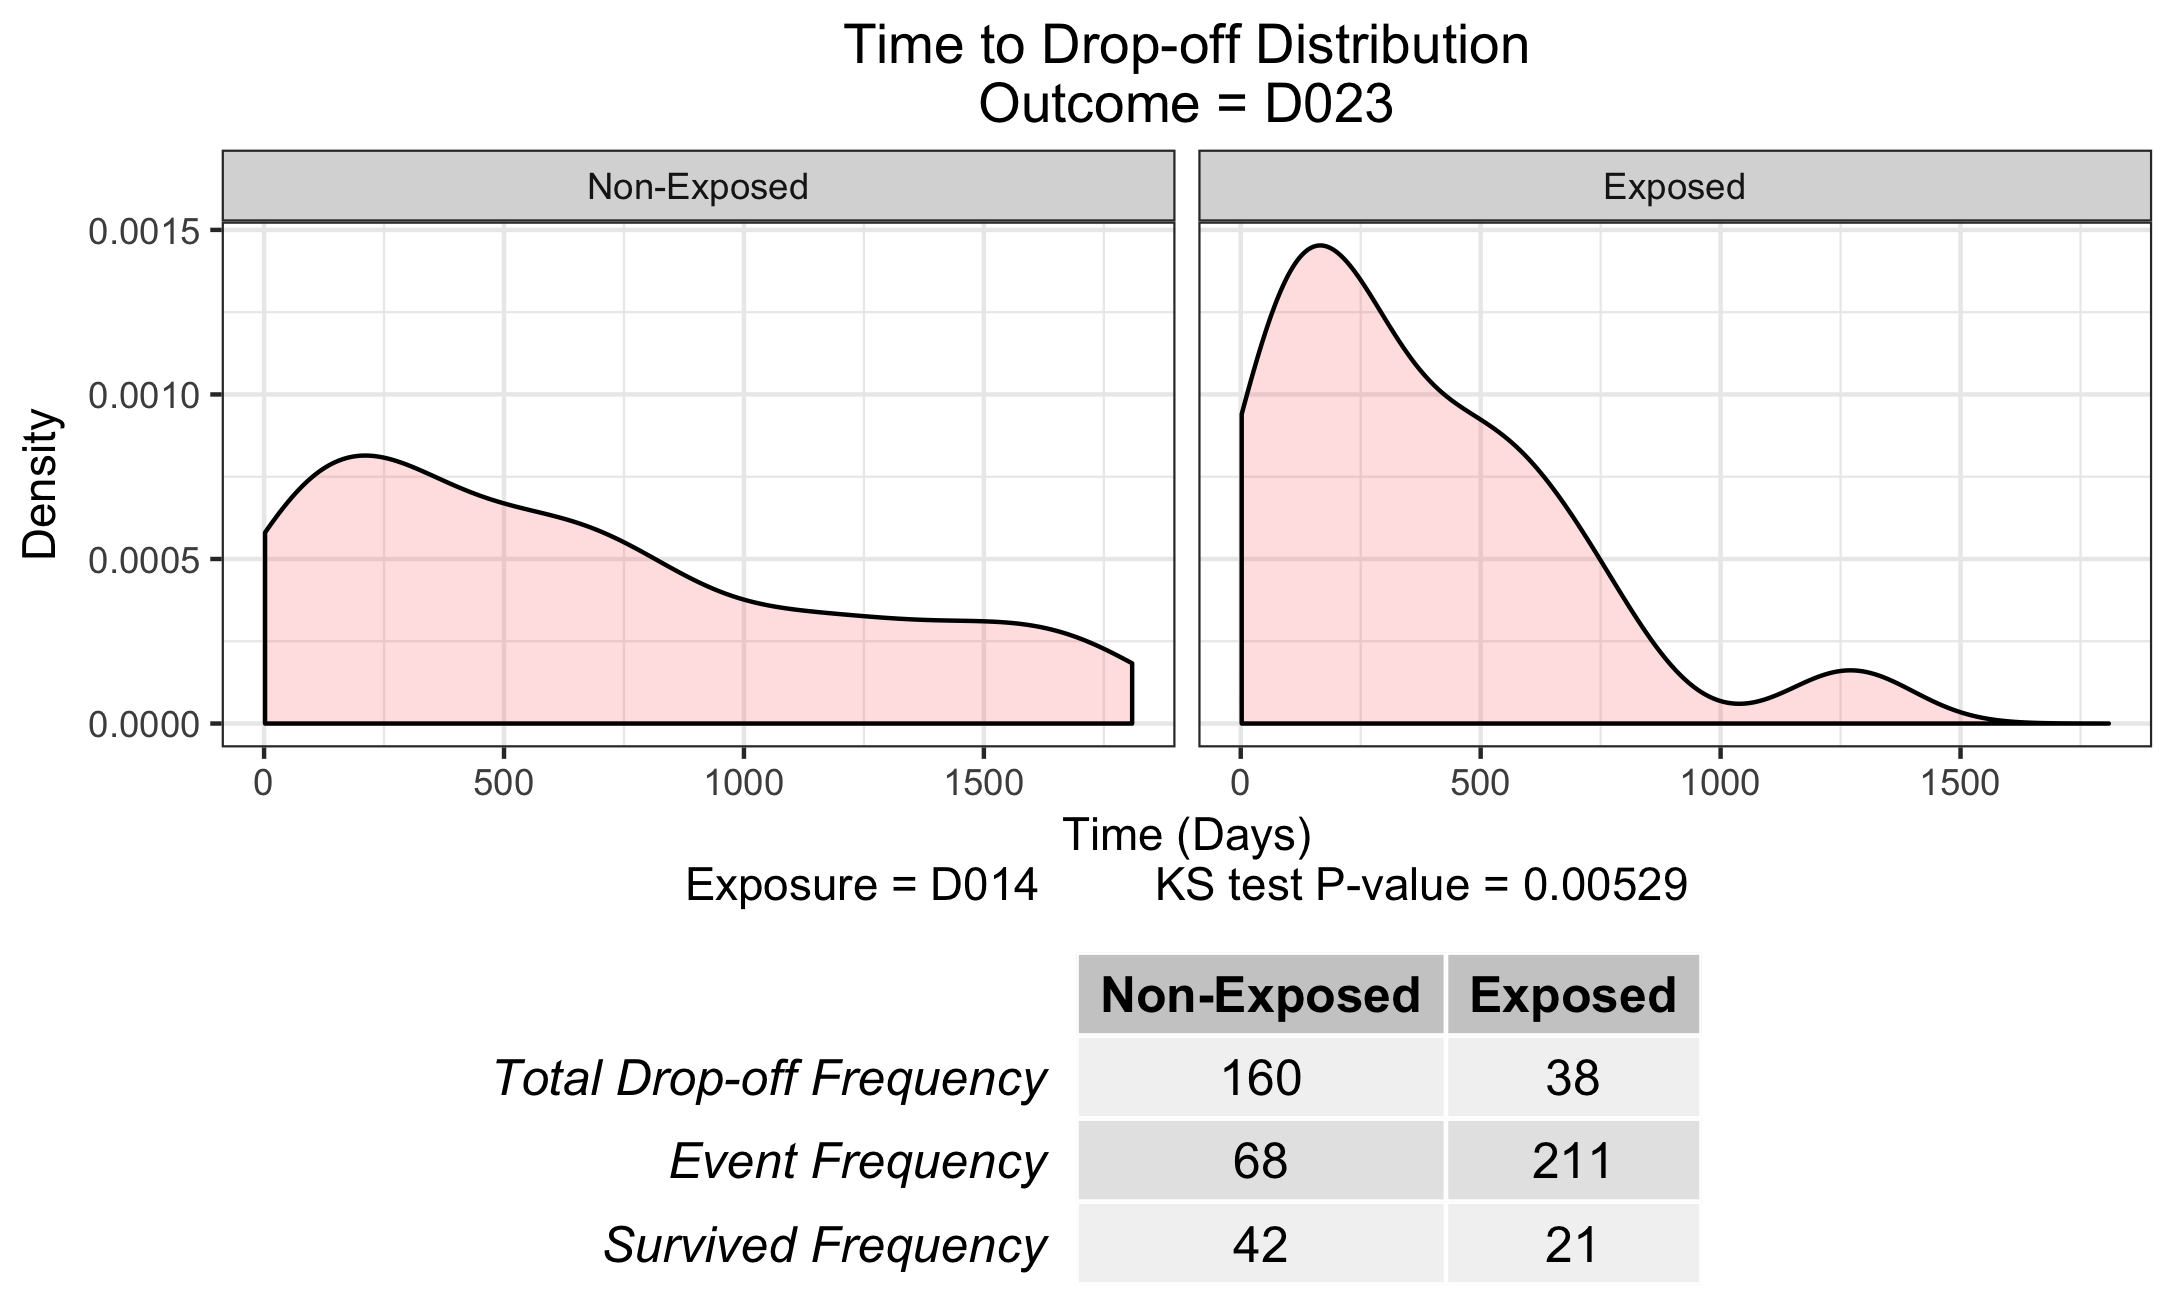 Time to Drop-off Distribution
Outcome = D023
Non-Exposed Exposed
0.0015
0.0010
0.0005
0.0000
Density
0 500 1000 1500 0 500 1000 1500
Time (Days)
Exposure = D014 KS test P-value = 0.00529
Non-Exposed Exposed
Total Drop-off Frequency 160 38
Event Frequency 68 211
Survived Frequency 42 21